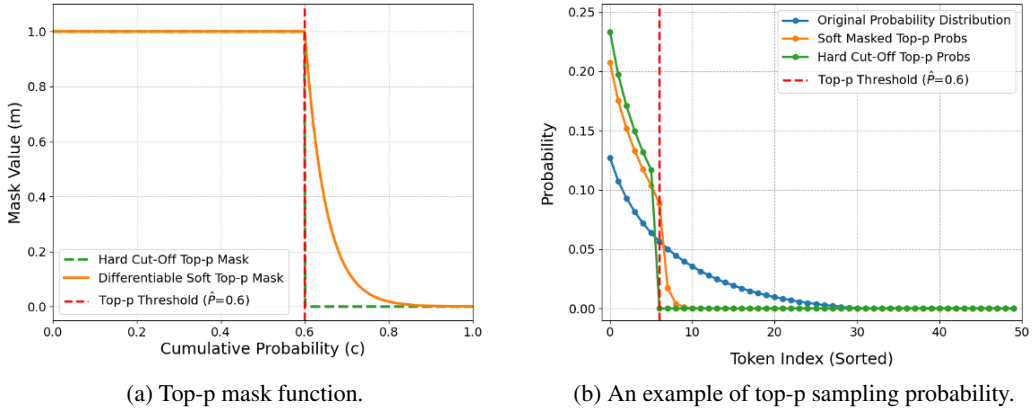 1.0
0.8
0.6
0.4
0.2
0.0
Mask Value (m)
Hard Cut-Off Top-p Mask
Differentiable Soft Top-p Mask
Top-p Threshold (P̂=0.6)
0.0 0.2 0.4 0.6 0.8 1.0
Cumulative Probability (c)
(a) Top-p mask function.
0.25
0.20
0.15
0.10
0.05
0.00
Probability
Original Probability Distribution
Soft Masked Top-p Probs
Hard Cut-Off Top-p Probs
Top-p Threshold (P̂=0.6)
0 10 20 30 40 50
Token Index (Sorted)
(b) An example of top-p sampling probability.